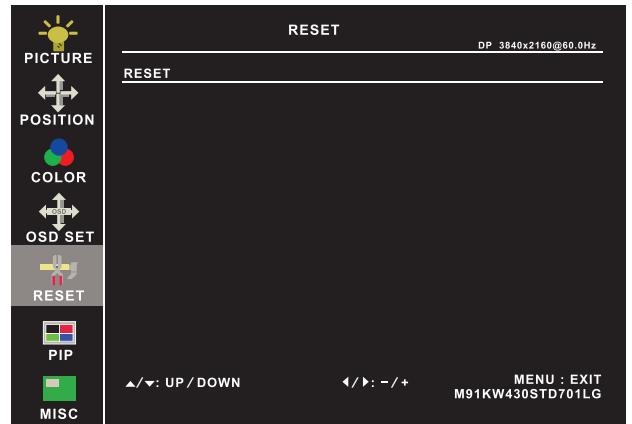 RESET
DP 3840x2160@60.0Hz
RESET
PICTURE
POSITION
COLOR
OSD
OSD SET
RESET
PIP
MISC
▲/▼: UP / DOWN
◀/▶: − / +
MENU : EXIT
M91KW430STD701LG